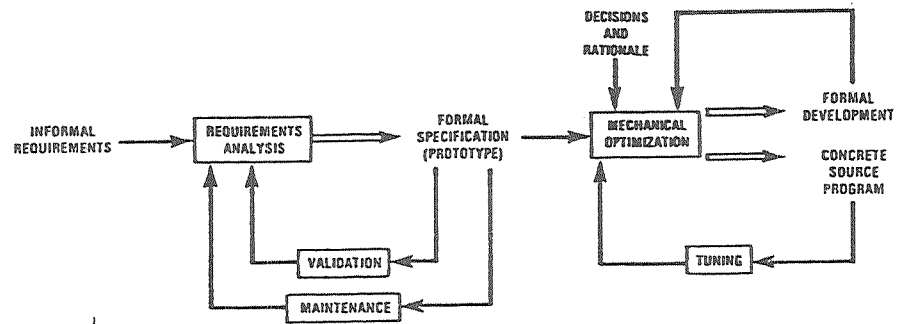 INFORMAL
REQUIREMENTS
REQUIREMENTS
ANALYSIS
FORMAL
SPECIFICATION
(PROTOTYPE)
DECISIONS
AND
RATIONALE
MECHANICAL
OPTIMIZATION
FORMAL
DEVELOPMENT
CONCRETE
SOURCE
PROGRAM
VALIDATION
MAINTENANCE
TUNING